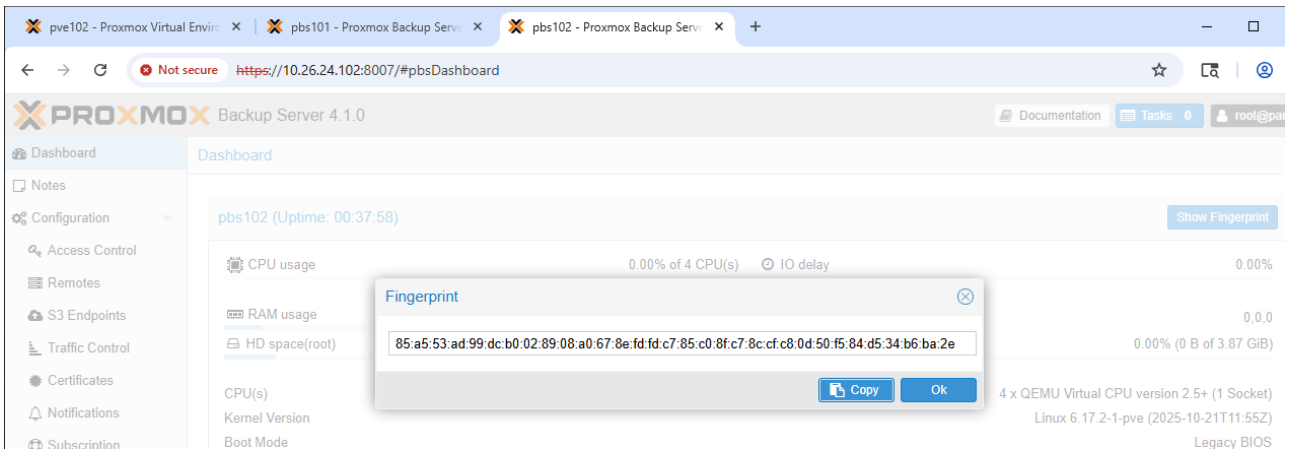 pve102 - Proxmox Virtual Enviro
pbs101 - Proxmox Backup Serve
pbs102 - Proxmox Backup Serve
Not secure https://10.26.24.102:8007/#pbsDashboard
PROXMOX Backup Server 4.1.0
Documentation
Tasks 0
root@pam
Dashboard
Dashboard
Notes
Configuration
pbs102 (Uptime: 00:37:58)
Show Fingerprint
Access Control
CPU usage 0.00% of 4 CPU(s)
IO delay 0.00%
Remotes
Fingerprint
S3 Endpoints
RAM usage
0,0,0
Traffic Control
HD space(root)
85:a5:53:ad:99:dc:b0:02:89:08:a0:67:8e:fd:fd:c7:85:c0:8f:c7:8c:cf:c8:0d:50:f5:84:d5:34:b6:ba:2e
0.00% (0 B of 3.87 GiB)
Certificates
Copy
Ok
CPU(s)
4 x QEMU Virtual CPU version 2.5+ (1 Socket)
Notifications
Kernel Version
Linux 6.17.2-1-pve (2025-10-21T11:55Z)
Subscription
Boot Mode
Legacy BIOS